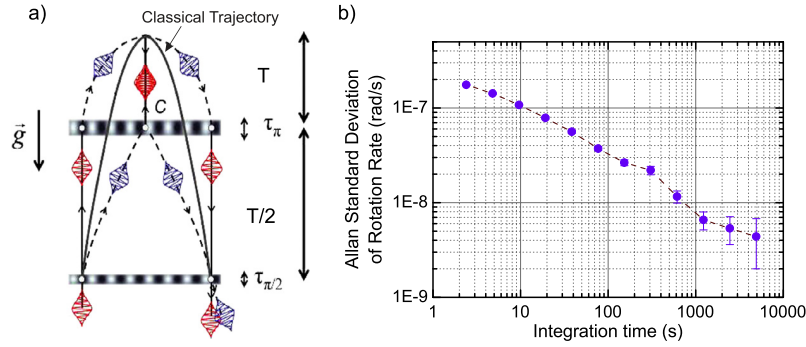 a)
Classical Trajectory
T
C
τπ
g
T/2
τπ/2
b)
Allan Standard Deviation
of Rotation Rate (rad/s)
1E-7
1E-8
1E-9
1
10
100
1000
10000
Integration time (s)